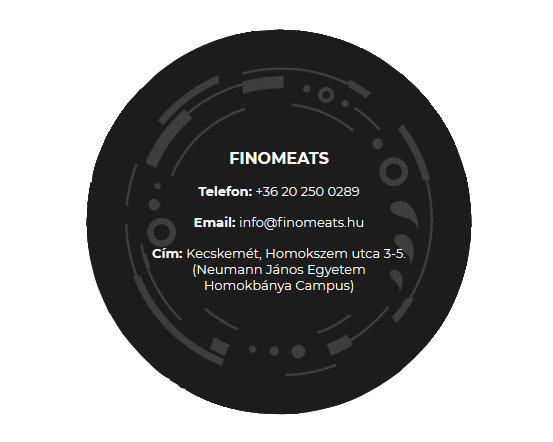 FINOMEATS
Telefon: +36 20 250 0289
Email: info@finomeats.hu
Cím: Kecskemét, Homokszem utca 3-5.
(Neumann János Egyetem
Homokbánya Campus)